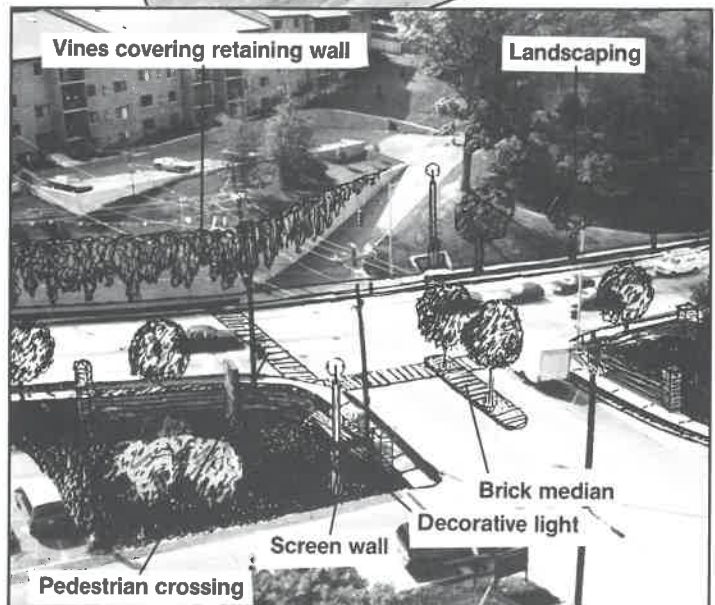 Vines covering retaining wall
Landscaping
Brick median
Decorative light
Screen wall
Pedestrian crossing